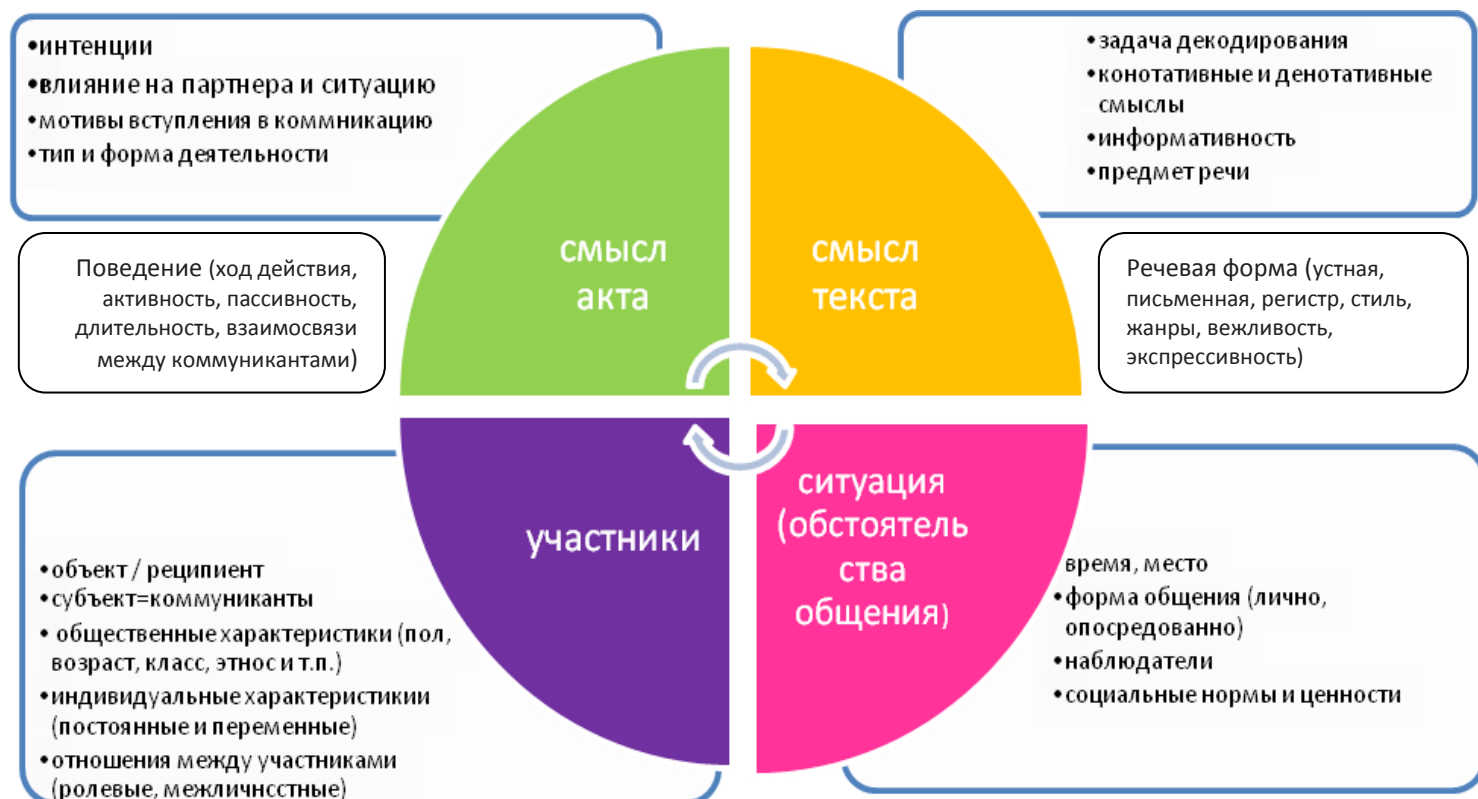 •интенции
•влияние на партнера и ситуацию
•мотивы вступления в коммникацию
•тип и форма деятельности
•задача декодирования
•конотативные и денотативные
смыслы
•информативность
•предмет речи
смысл
акта
смысл
текста
Поведение (ход действия,
активность, пассивность,
длительность, взаимосвязи
между коммуникантами)
Речевая форма (устная,
письменная, регистр, стиль,
жанры, вежливость,
экспрессивность)
участники
ситуация
(обстоятель
ства
общения)
•объект / реципиент
•субъект=коммуниканты
• общественные характеристики (пол,
возраст, класс, этнос и т.п.)
•индивидуальные характеристикии
(постоянные и переменные)
•отношения между участниками
(ролевые, межличнсстные)
время, место
•форма общения (лично,
опосредованно)
•наблюдатели
•социальные нормы и ценности